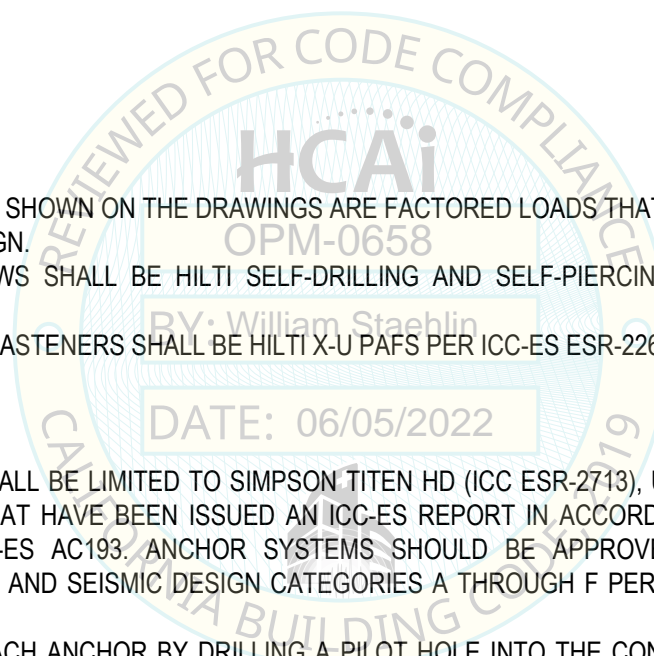 REVIEWED FOR CODE COMPLIANCE
HCAi
SHOWN ON THE DRAWINGS ARE FACTORED LOADS THAT
GN.
OPM-0658
WS SHALL BE HILTI SELF-DRILLING AND SELF-PIERCIN
BY: William Staehlin
ASTENERS SHALL BE HILTI X-U PAFS PER ICC-ES ESR-226
DATE: 06/05/2022
ALL BE LIMITED TO SIMPSON TITEN HD (ICC ESR-2713), U
AT HAVE BEEN ISSUED AN ICC-ES REPORT IN ACCORD
-ES AC193. ANCHOR SYSTEMS SHOULD BE APPROVE
AND SEISMIC DESIGN CATEGORIES A THROUGH F PER
CALIFORNIA BUILDING CODE, 2019
ACH ANCHOR BY DRILLING A PILOT HOLE INTO THE CON